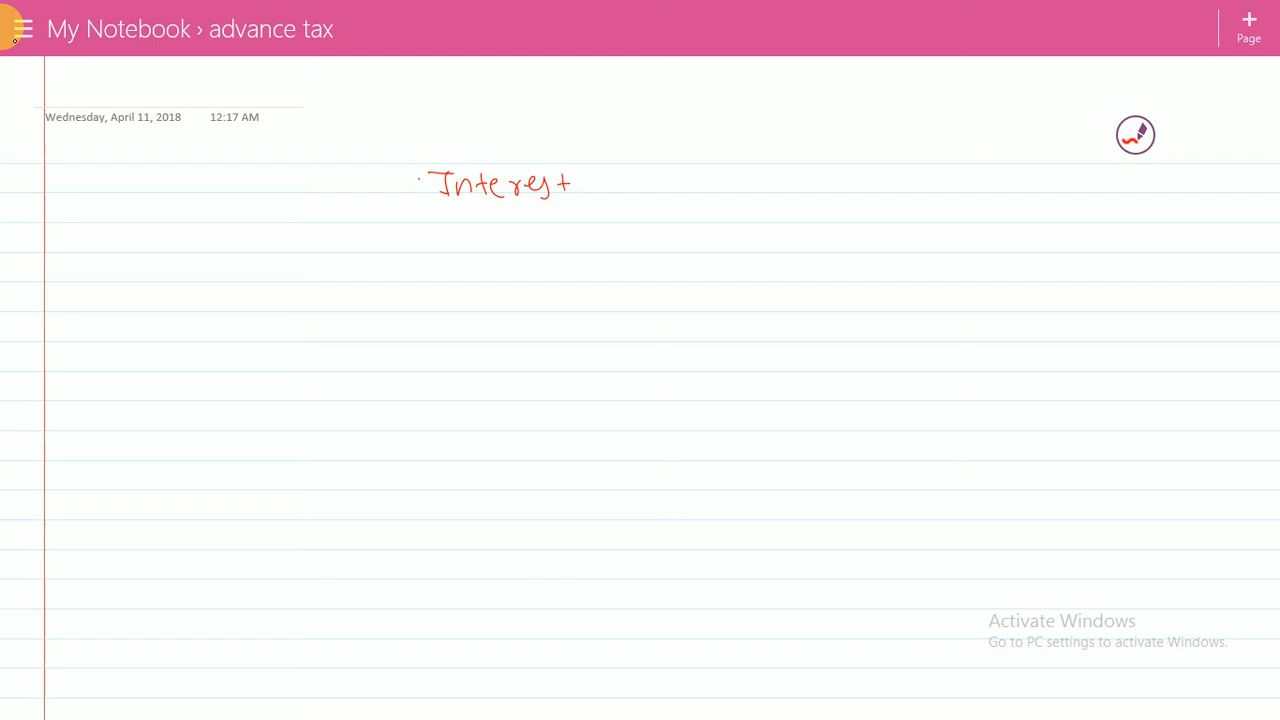 My Notebook › advance tax
Page
Wednesday, April 11, 2018 12:17 AM
Interest
Activate Windows
Go to PC settings to activate Windows.